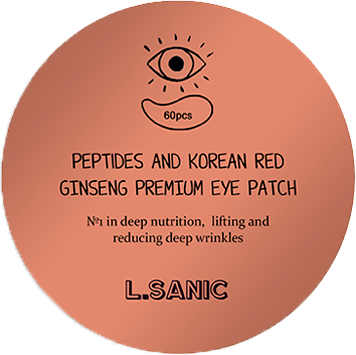 60pcs
PEPTIDES AND KOREAN RED
GINSENG PREMIUM EYE PATCH
№1 in deep nutrition, lifting and
reducing deep wrinkles
L.SANIC